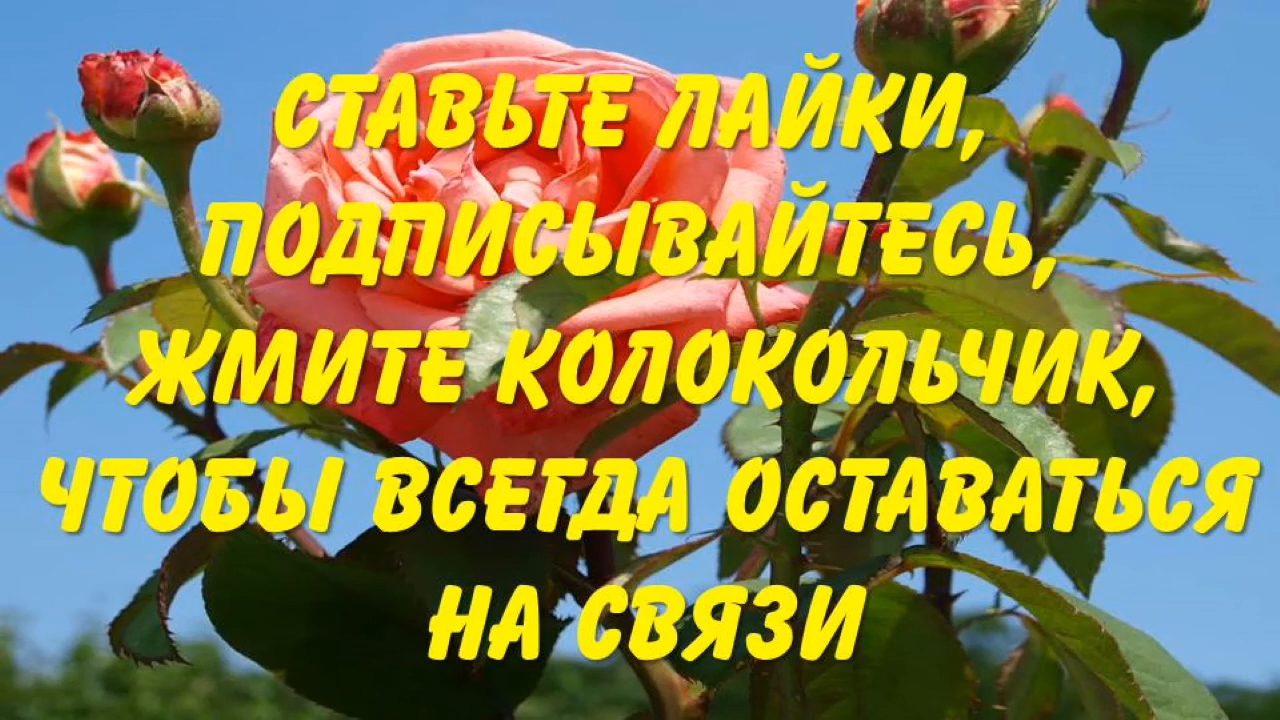 СТАВЬТЕ ЛАЙКИ,
ПОДПИСЫВАЙТЕСЬ,
ЖМИТЕ КОЛОКОЛЬЧИК,
ЧТОБЫ ВСЕГДА ОСТАВАТЬСЯ
НА СВЯЗИ